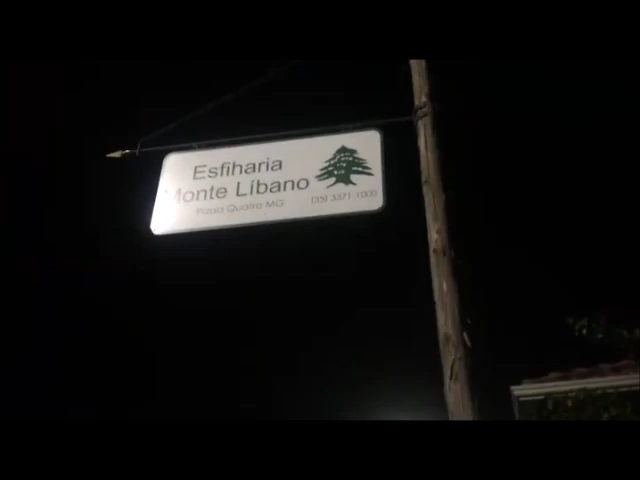 Esfiharia
Monte Líbano
Passa Quatro MG
(35) 3371-1000